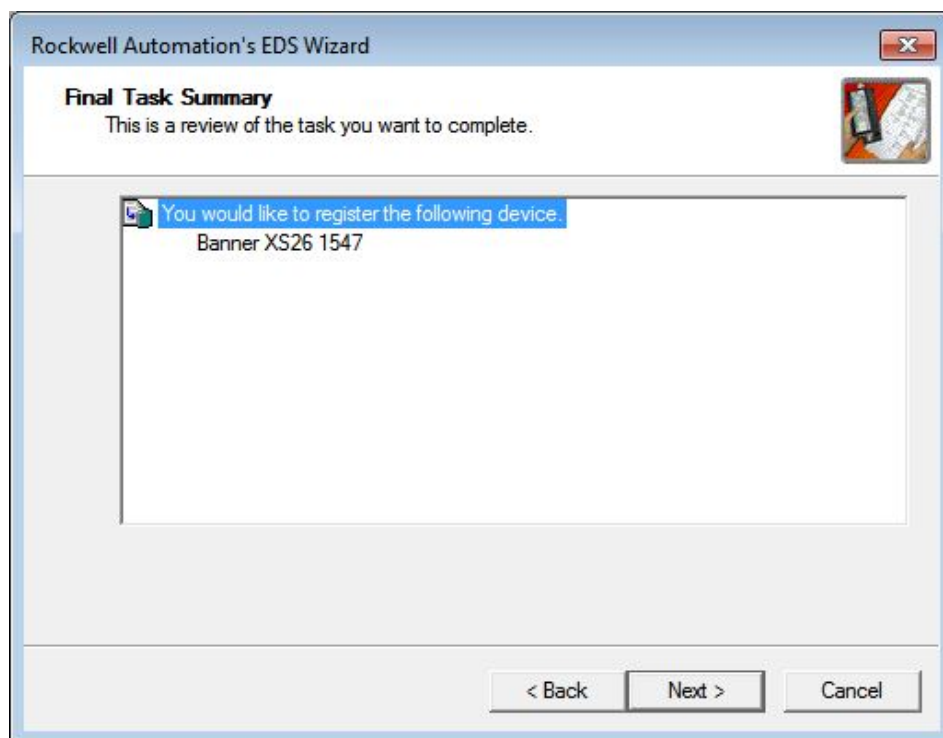 Rockwell Automation's EDS Wizard
Final Task Summary
This is a review of the task you want to complete.
You would like to register the following device.
Banner XS26 1547
< Back
Next >
Cancel